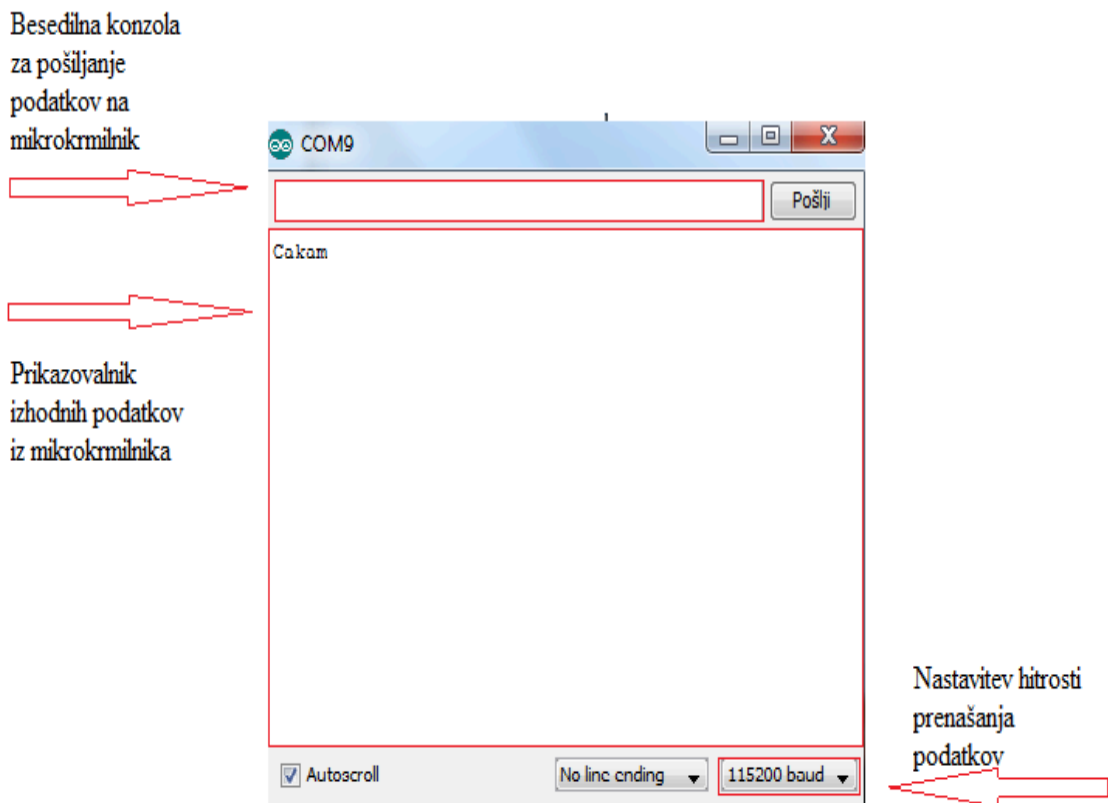 Besedilna konzola
za pošiljanje
podatkov na
mikrokrmilnik
COM9
Pošlji
Cakam
Prikazovalnik
izhodnih podatkov
iz mikrokrmilnika
Nastavitev hitrosti
prenašanja
podatkov
Autoscroll
No line ending
115200 baud